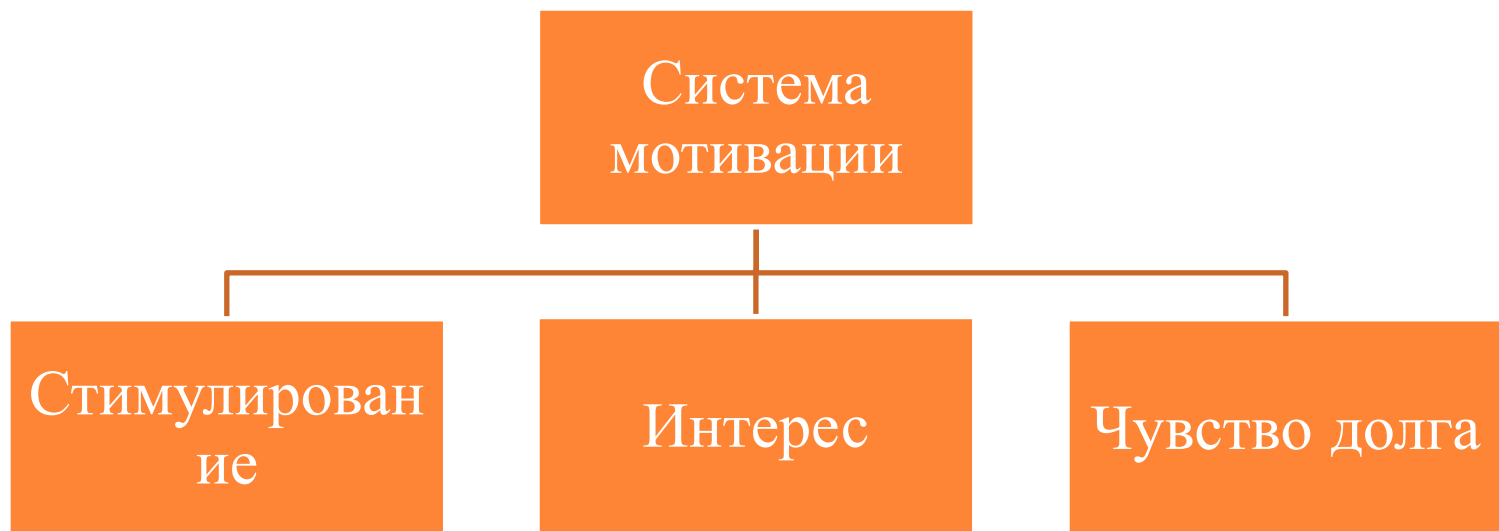 Система
мотивации
Стимулирован
ие
Интерес
Чувство долга